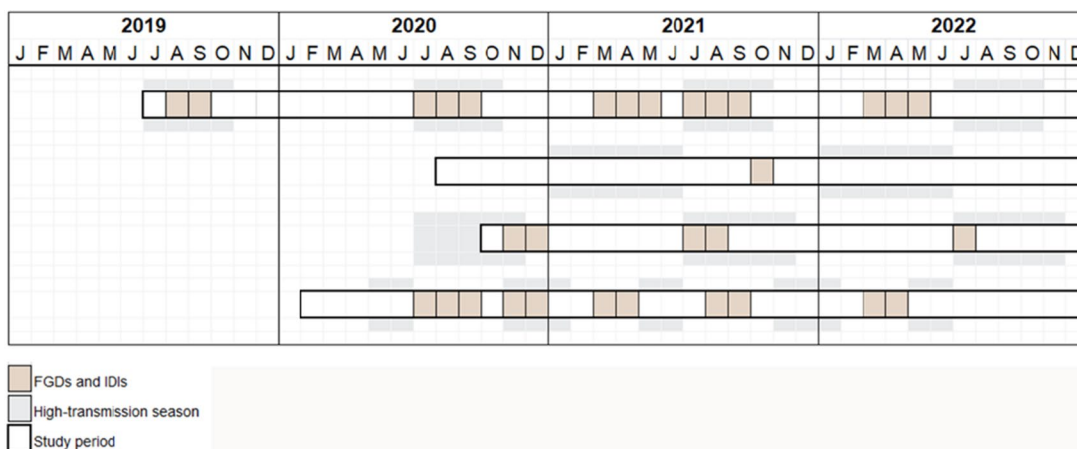 2019 2020 2021 2022
J F M A M J J A S O N D J F M A M J J A S O N D J F M A M J J A S O N D J F M A M J J A S O N D
FGDs and IDIs
High-transmission season
Study period